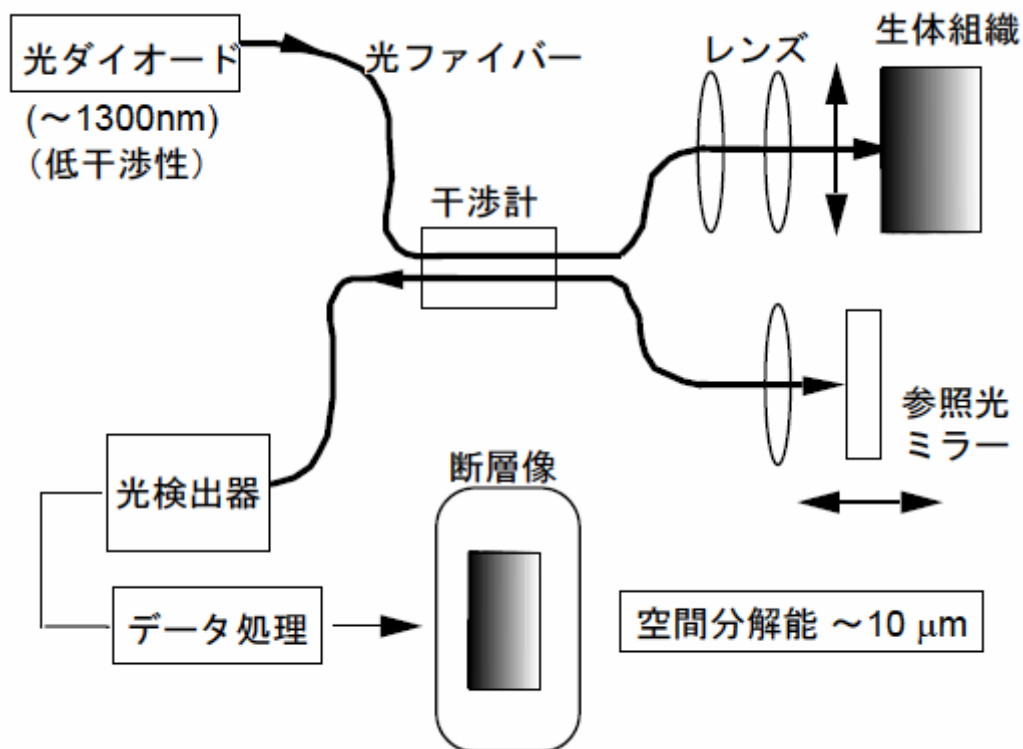 光ダイオード
(～1300nm)
（低干渉性）
光ファイバー
レンズ
生体組織
干渉計
参照光
ミラー
光検出器
断層像
データ処理
空間分解能 ～10 μm